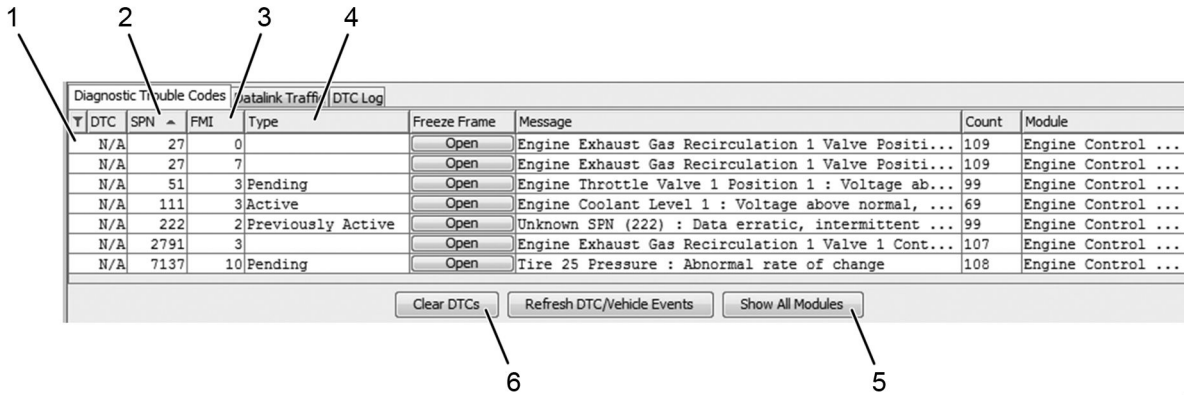 1 2 3 4
Diagnostic Trouble Codes Datalink Traffic DTC Log
DTC SPN FMI Type Freeze Frame Message Count Module
N/A 27 0 Open Engine Exhaust Gas Recirculation 1 Valve Positi... 109 Engine Control ...
N/A 27 7 Open Engine Exhaust Gas Recirculation 1 Valve Positi... 109 Engine Control ...
N/A 51 3 Pending Open Engine Throttle Valve 1 Position 1 : Voltage ab... 99 Engine Control ...
N/A 111 3 Active Open Engine Coolant Level 1 : Voltage above normal, ... 69 Engine Control ...
N/A 222 2 Previously Active Open Unknown SPN (222) : Data erratic, intermittent ... 99 Engine Control ...
N/A 2791 3 Open Engine Exhaust Gas Recirculation 1 Valve 1 Cont... 107 Engine Control ...
N/A 7137 10 Pending Open Tire 25 Pressure : Abnormal rate of change 108 Engine Control ...
Clear DTCs Refresh DTC/Vehicle Events Show All Modules
6 5